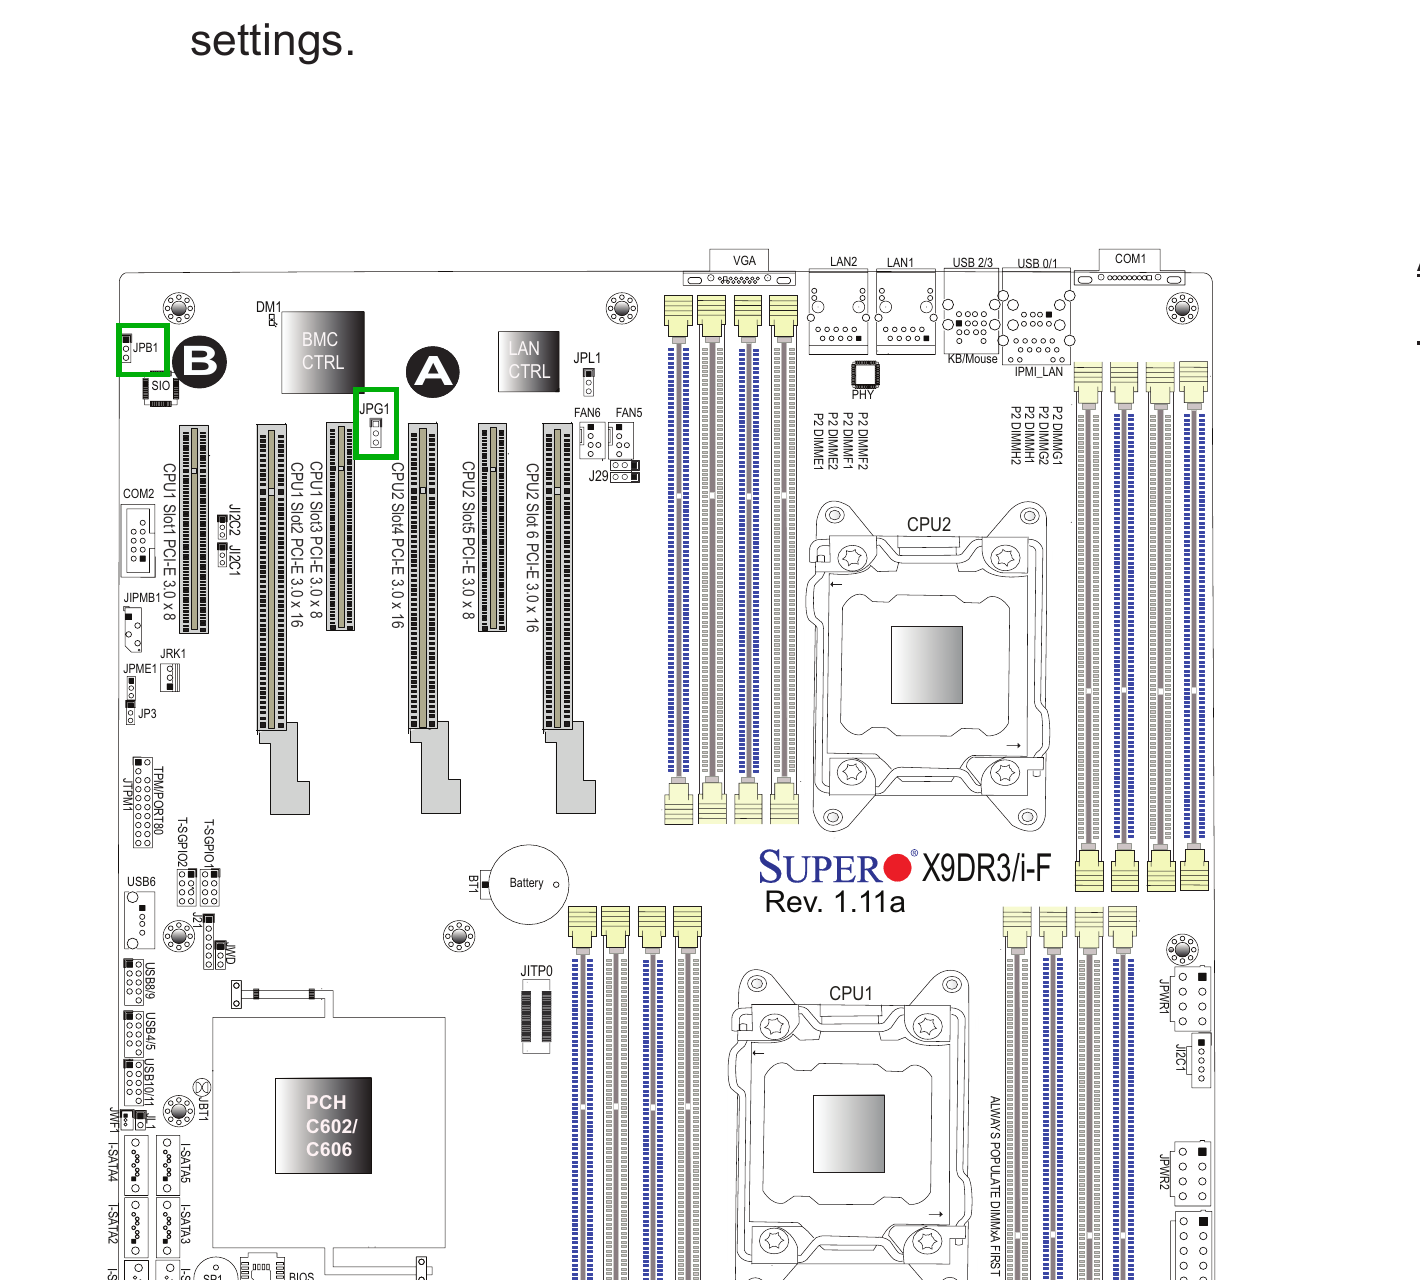 settings.
VGA
LAN2
LAN1
USB 2/3
USB 0/1
COM1
DM1
BMC
CTRL
LAN
CTRL
JPB1
B
A
SIO
JPL1
KB/Mouse
IPMI_LAN
PHY
JPG1
FAN6
FAN5
J29
P2 DIMME1
P2 DIMME2
P2 DIMMF1
P2 DIMMF2
P2 DIMMH2
P2 DIMMH1
P2 DIMMG2
P2 DIMMG1
COM2
CPU1 Slot1 PCI-E 3.0 x 8
JI2C2
JI2C1
CPU1 Slot2 PCI-E 3.0 x 16
CPU1 Slot3 PCI-E 3.0 x 8
CPU2 Slot4 PCI-E 3.0 x 16
CPU2 Slot5 PCI-E 3.0 x 8
CPU2 Slot 6 PCI-E 3.0 x 16
CPU2
JIPMB1
JRK1
JPME1
JP3
TPM/PORT80
JTPM1
T-SGPIO2
T-SGPIO1
USB6
J21
JWD
BT1
Battery
SUPER® X9DR3/i-F
Rev. 1.11a
USB8/9
JITP0
CPU1
JPWR1
USB4/5
JI2C1
USB10/11
JBT1
PCH
C602/
C606
JWF1
JL1
I-SATA4
I-SATA5
ALWAYS POPULATE DIMMxA FIRST
JPWR2
I-SATA2
I-SATA3
SP1
BIOS